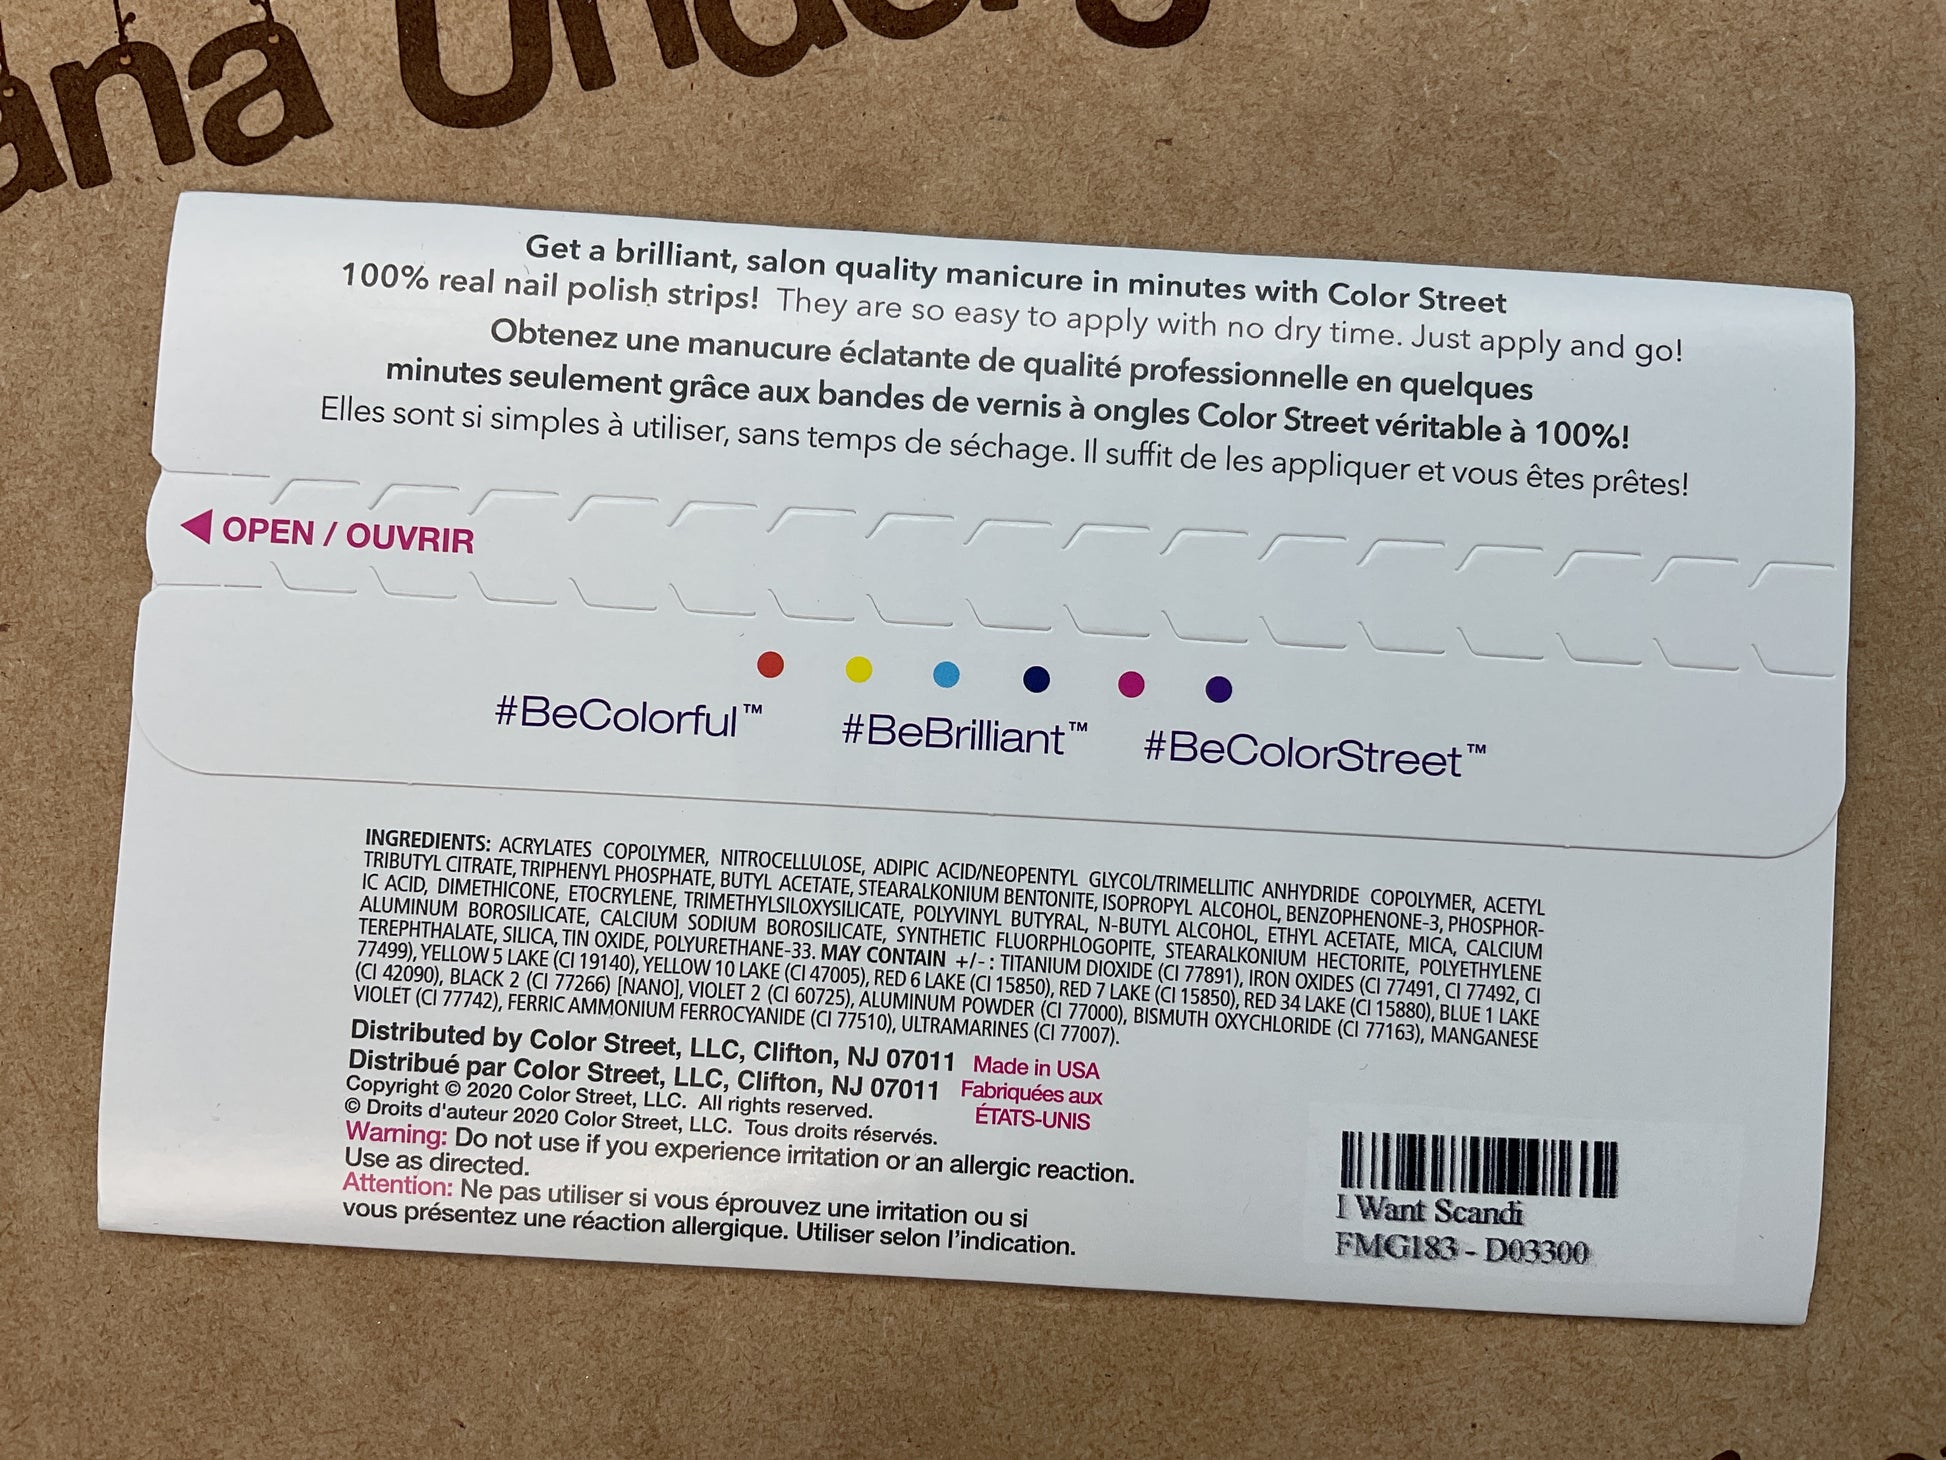 ana Underg
Get a brilliant, salon quality manicure in minutes with Color Street
100% real nail polish strips! They are so easy to apply with no dry time. Just apply and go!
Obtenez une manucure éclatante de qualité professionnelle en quelques
minutes seulement grâce aux bandes de vernis à ongles Color Street véritable à 100%!
Elles sont si simples à utiliser, sans temps de séchage. Il suffit de les appliquer et vous êtes prêtes!
OPEN / OUVRIR
#BeColorful™ #BeBrilliant™ #BeColorStreet™
INGREDIENTS: ACRYLATES COPOLYMER, NITROCELLULOSE, ADIPIC ACID/NEOPENTYL GLYCOL/TRIMELLITIC ANHYDRIDE COPOLYMER, ACETYL
TRIBUTYL CITRATE, TRIPHENYL PHOSPHATE, BUTYL ACETATE, STEARALKONIUM BENTONITE, ISOPROPYL ALCOHOL, BENZOPHENONE-3, PHOSPHOR-
IC ACID, DIMETHICONE, ETOCRYLENE, TRIMETHYLSILOXYSILICATE, POLYVINYL BUTYRAL, N-BUTYL ALCOHOL, ETHYL ACETATE, MICA, CALCIUM
ALUMINUM BOROSILICATE, CALCIUM SODIUM BOROSILICATE, SYNTHETIC FLUORPHLOGOPITE, STEARALKONIUM HECTORITE, POLYETHYLENE
TEREPHTHALATE, SILICA, TIN OXIDE, POLYURETHANE-33. MAY CONTAIN +/- : TITANIUM DIOXIDE (CI 77891), IRON OXIDES (CI 77491, CI 77492, CI
77499), YELLOW 5 LAKE (CI 19140), YELLOW 10 LAKE (CI 47005), RED 6 LAKE (CI 15850), RED 7 LAKE (CI 15850), RED 34 LAKE (CI 15880), BLUE 1 LAKE
(CI 42090), BLACK 2 (CI 77266) [NANO], VIOLET 2 (CI 60725), ALUMINUM POWDER (CI 77000), BISMUTH OXYCHLORIDE (CI 77163), MANGANESE
VIOLET (CI 77742), FERRIC AMMONIUM FERROCYANIDE (CI 77510), ULTRAMARINES (CI 77007).
Distributed by Color Street, LLC, Clifton, NJ 07011 Made in USA
Distribué par Color Street, LLC, Clifton, NJ 07011 Fabriquées aux
ÉTATS-UNIS
Copyright © 2020 Color Street, LLC. All rights reserved.
© Droits d'auteur 2020 Color Street, LLC. Tous droits réservés.
Warning: Do not use if you experience irritation or an allergic reaction.
Use as directed.
Attention: Ne pas utiliser si vous éprouvez une irritation ou si
vous présentez une réaction allergique. Utiliser selon l'indication.
I Want Scandi
FMG183 - D03300